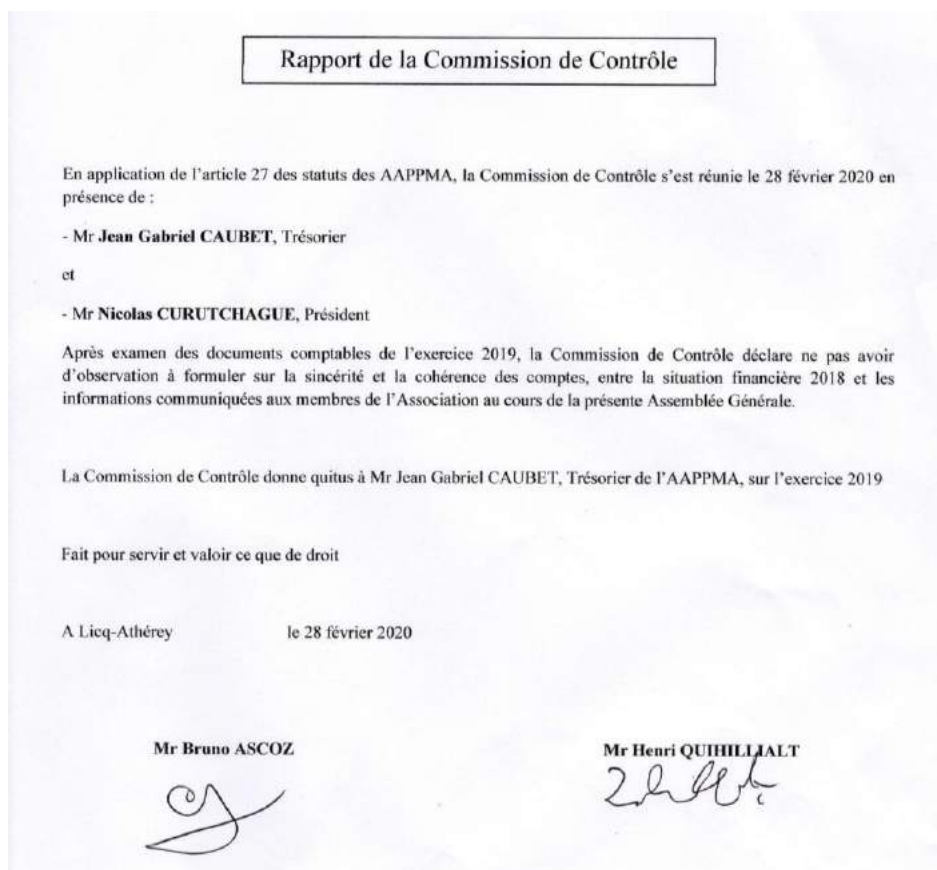 Rapport de la Commission de Contrôle
En application de l'article 27 des statuts des AAPPMA, la Commission de Contrôle s'est réunie le 28 février 2020 en
présence de :
- Mr Jean Gabriel CAUBET, Trésorier
et
- Mr Nicolas CURUTCHAGUE, Président
Après examen des documents comptables de l'exercice 2019, la Commission de Contrôle déclare ne pas avoir
d'observation à formuler sur la sincérité et la cohérence des comptes, entre la situation financière 2018 et les
informations communiquées aux membres de l'Association au cours de la présente Assemblée Générale.
La Commission de Contrôle donne quitus à Mr Jean Gabriel CAUBET, Trésorier de l'AAPPMA, sur l'exercice 2019
Fait pour servir et valoir ce que de droit
A Licq-Athérey le 28 février 2020
Mr Bruno ASCOZ Mr Henri QUIHILLIALT